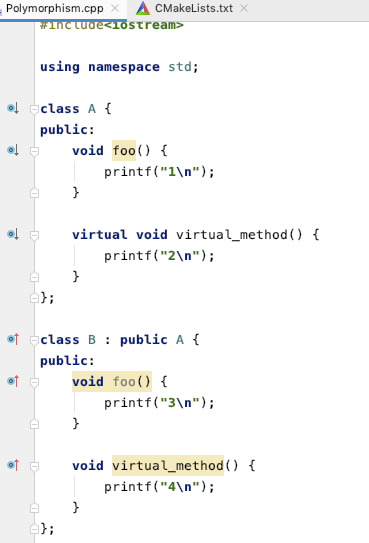 Polymorphism.cpp CMakeLists.txt
#include<iostream>
using namespace std;
class A {
public:
    void foo() {
        printf("1\n");
    }
    virtual void virtual_method() {
        printf("2\n");
    }
};
class B : public A {
public:
    void foo() {
        printf("3\n");
    }
    void virtual_method() {
        printf("4\n");
    }
};